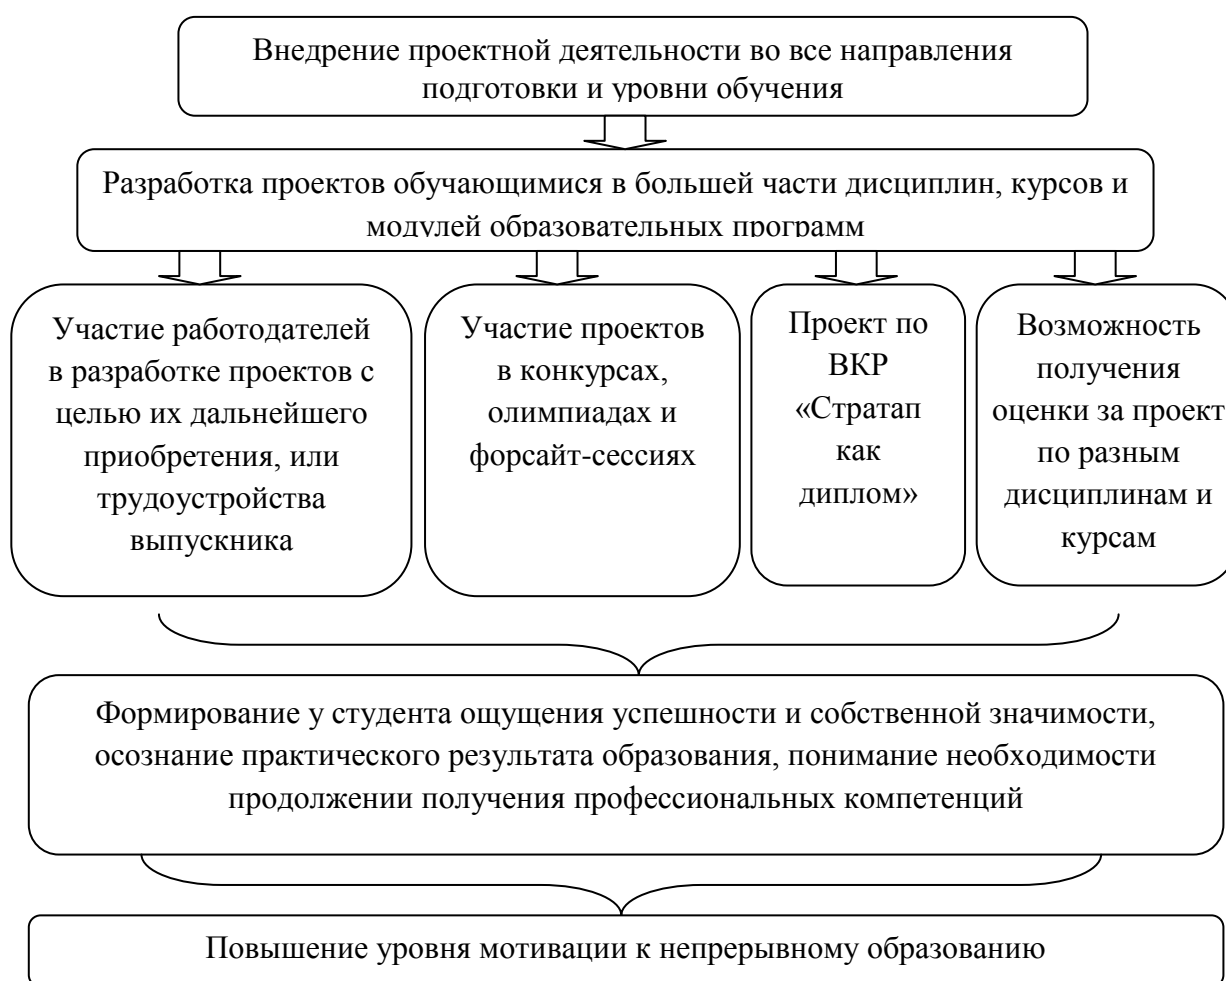 Внедрение проектной деятельности во все направления
подготовки и уровни обучения
Разработка проектов обучающимися в большей части дисциплин, курсов и
модулей образовательных программ
Участие работодателей
в разработке проектов с
целью их дальнейшего
приобретения, или
трудоустройства
выпускника
Участие проектов
в конкурсах,
олимпиадах и
форсайт-сессиях
Проект по
ВКР
«Стратап
как
диплом»
Возможность
получения
оценки за проект
по разным
дисциплинам и
курсам
Формирование у студента ощущения успешности и собственной значимости,
осознание практического результата образования, понимание необходимости
продолжении получения профессиональных компетенций
Повышение уровня мотивации к непрерывному образованию